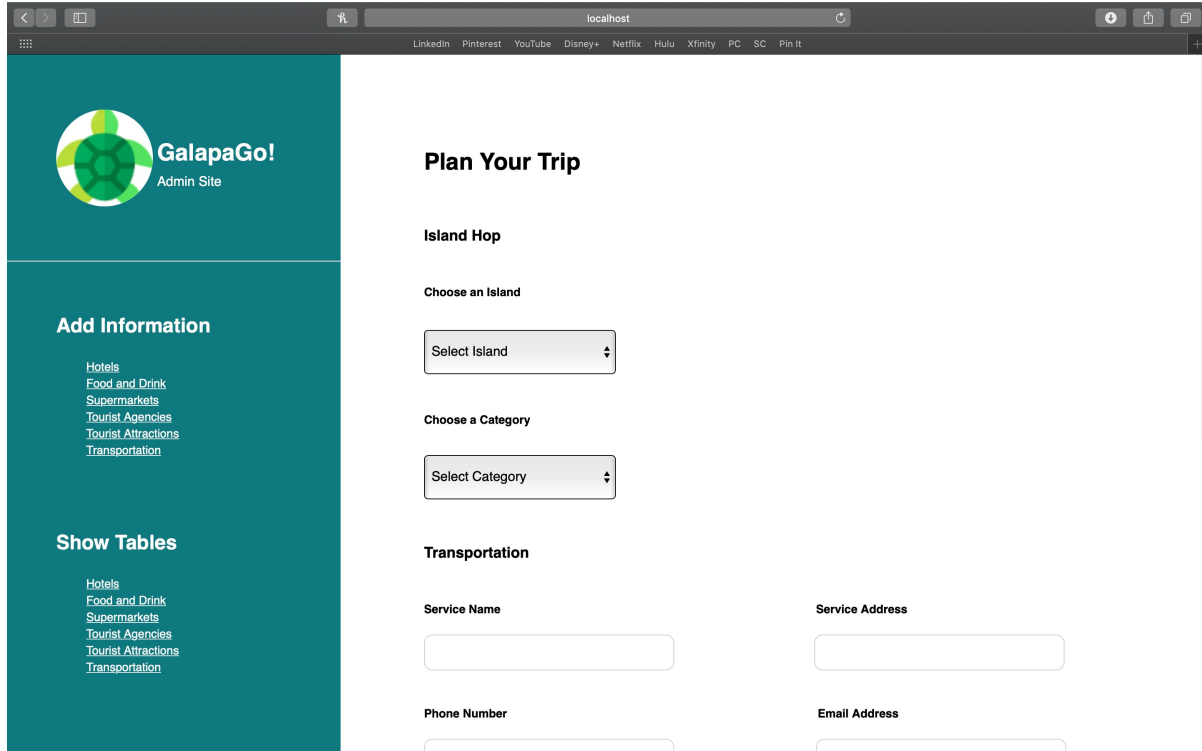 localhost
LinkedIn Pinterest YouTube Disney+ Netflix Hulu Xfinity PC SC Pin It
GalapaGo!
Admin Site
Add Information
Hotels
Food and Drink
Supermarkets
Tourist Agencies
Tourist Attractions
Transportation
Show Tables
Hotels
Food and Drink
Supermarkets
Tourist Agencies
Tourist Attractions
Transportation
Plan Your Trip
Island Hop
Choose an Island
Select Island
Choose a Category
Select Category
Transportation
Service Name Service Address
Phone Number Email Address